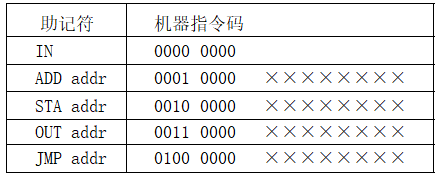 助记符 机器指令码
IN 0000 0000
ADD addr 0001 0000 ××××××××
STA addr 0010 0000 ××××××××
OUT addr 0011 0000 ××××××××
JMP addr 0100 0000 ××××××××